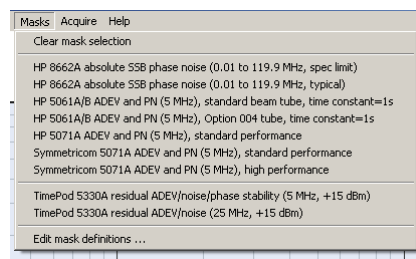 Masks Acquire Help
Clear mask selection
HP 8662A absolute SSB phase noise (0.01 to 119.9 MHz, spec limit)
HP 8662A absolute SSB phase noise (0.01 to 119.9 MHz, typical)
HP 5061A/B ADEV and PN (5 MHz), standard beam tube, time constant=1s
HP 5061A/B ADEV and PN (5 MHz), Option 004 tube, time constant=1s
HP 5071A ADEV and PN (5 MHz), standard performance
Symmetricom 5071A ADEV and PN (5 MHz), standard performance
Symmetricom 5071A ADEV and PN (5 MHz), high performance
TimePod 5330A residual ADEV/noise/phase stability (5 MHz, +15 dBm)
TimePod 5330A residual ADEV/noise (25 MHz, +15 dBm)
Edit mask definitions ...